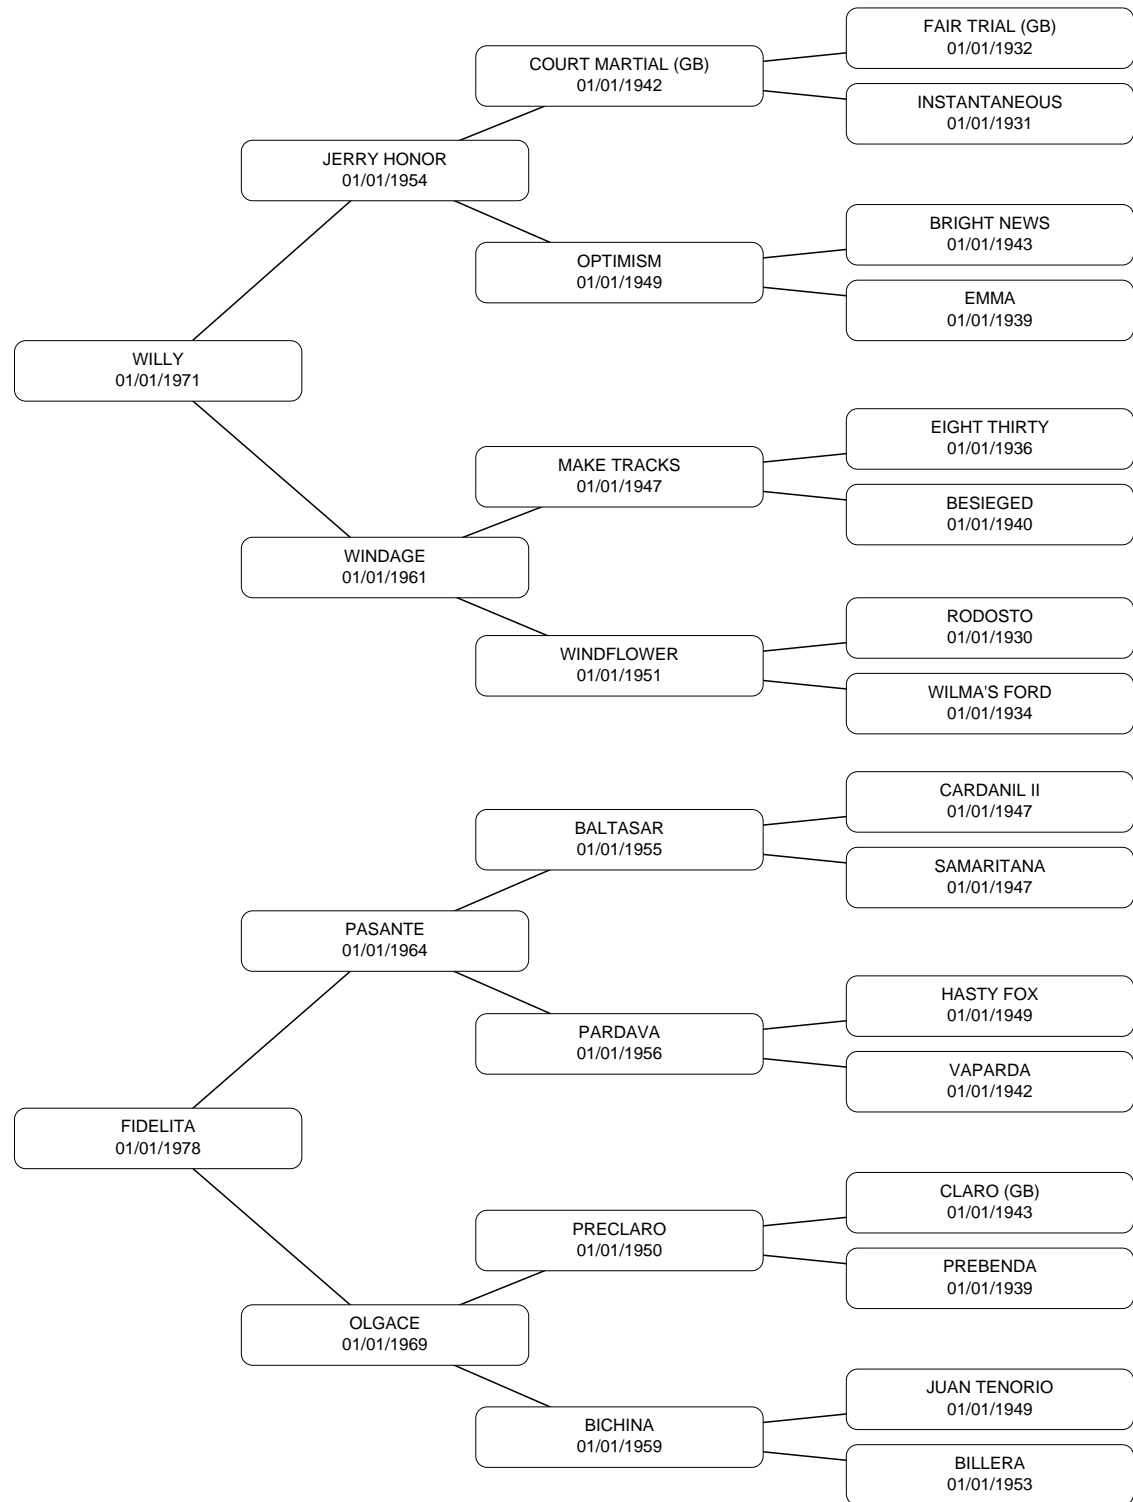 FAIR TRIAL (GB)
01/01/1932
COURT MARTIAL (GB)
01/01/1942
INSTANTANEOUS
01/01/1931
JERRY HONOR
01/01/1954
BRIGHT NEWS
01/01/1943
OPTIMISM
01/01/1949
EMMA
01/01/1939
WILLY
01/01/1971
EIGHT THIRTY
01/01/1936
MAKE TRACKS
01/01/1947
BESIEGED
01/01/1940
WINDAGE
01/01/1961
RODOSTO
01/01/1930
WINDFLOWER
01/01/1951
WILMA'S FORD
01/01/1934
CARDANIL II
01/01/1947
BALTASAR
01/01/1955
SAMARITANA
01/01/1947
PASANTE
01/01/1964
HASTY FOX
01/01/1949
PARDAVA
01/01/1956
VAPARDA
01/01/1942
FIDELITA
01/01/1978
CLARO (GB)
01/01/1943
PRECLARO
01/01/1950
PREBENDA
01/01/1939
OLGACE
01/01/1969
JUAN TENORIO
01/01/1949
BICHINA
01/01/1959
BILLERA
01/01/1953